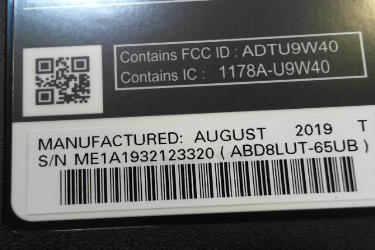 Contains FCC ID : ADTU9W40
Contains IC : 1178A-U9W40
MANUFACTURED: AUGUST 2019 T
S/N ME1A1932123320 ( ABD8LUT-65UB )